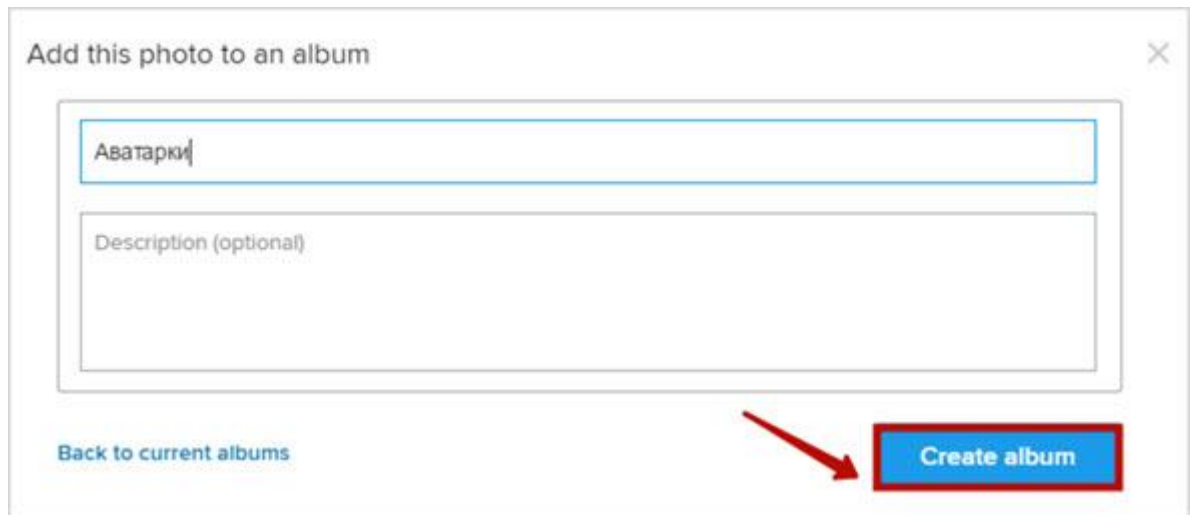 Add this photo to an album
Аватарки
Description (optional)
Back to current albums
Create album